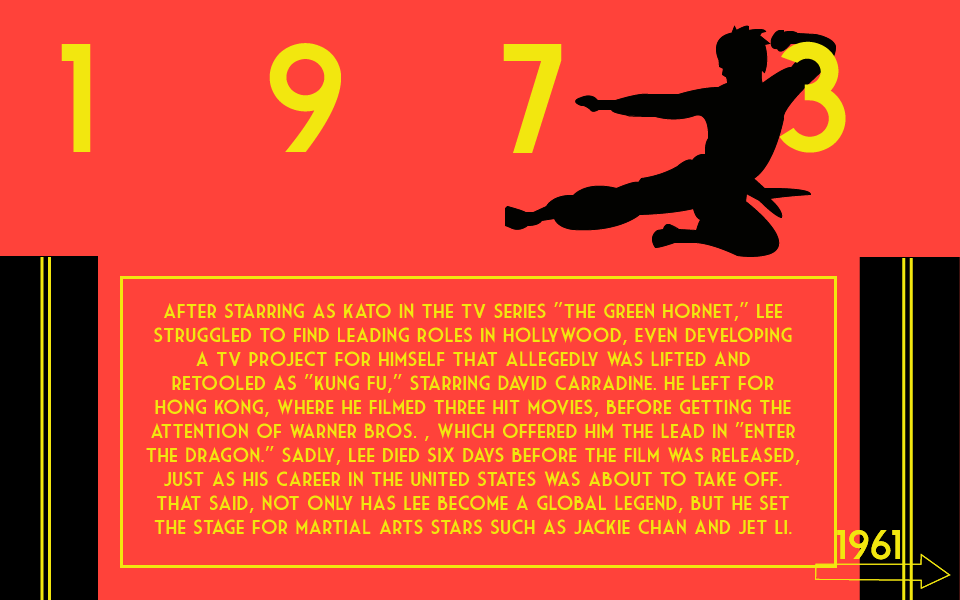 1973
AFTER STARRING AS KATO IN THE TV SERIES "THE GREEN HORNET," LEE
STRUGGLED TO FIND LEADING ROLES IN HOLLYWOOD, EVEN DEVELOPING
A TV PROJECT FOR HIMSELF THAT ALLEGEDLY WAS LIFTED AND
RETOOLED AS "KUNG FU," STARRING DAVID CARRADINE. HE LEFT FOR
HONG KONG, WHERE HE FILMED THREE HIT MOVIES, BEFORE GETTING THE
ATTENTION OF WARNER BROS. , WHICH OFFERED HIM THE LEAD IN "ENTER
THE DRAGON." SADLY, LEE DIED SIX DAYS BEFORE THE FILM WAS RELEASED,
JUST AS HIS CAREER IN THE UNITED STATES WAS ABOUT TO TAKE OFF.
THAT SAID, NOT ONLY HAS LEE BECOME A GLOBAL LEGEND, BUT HE SET
THE STAGE FOR MARTIAL ARTS STARS SUCH AS JACKIE CHAN AND JET LI.
1961